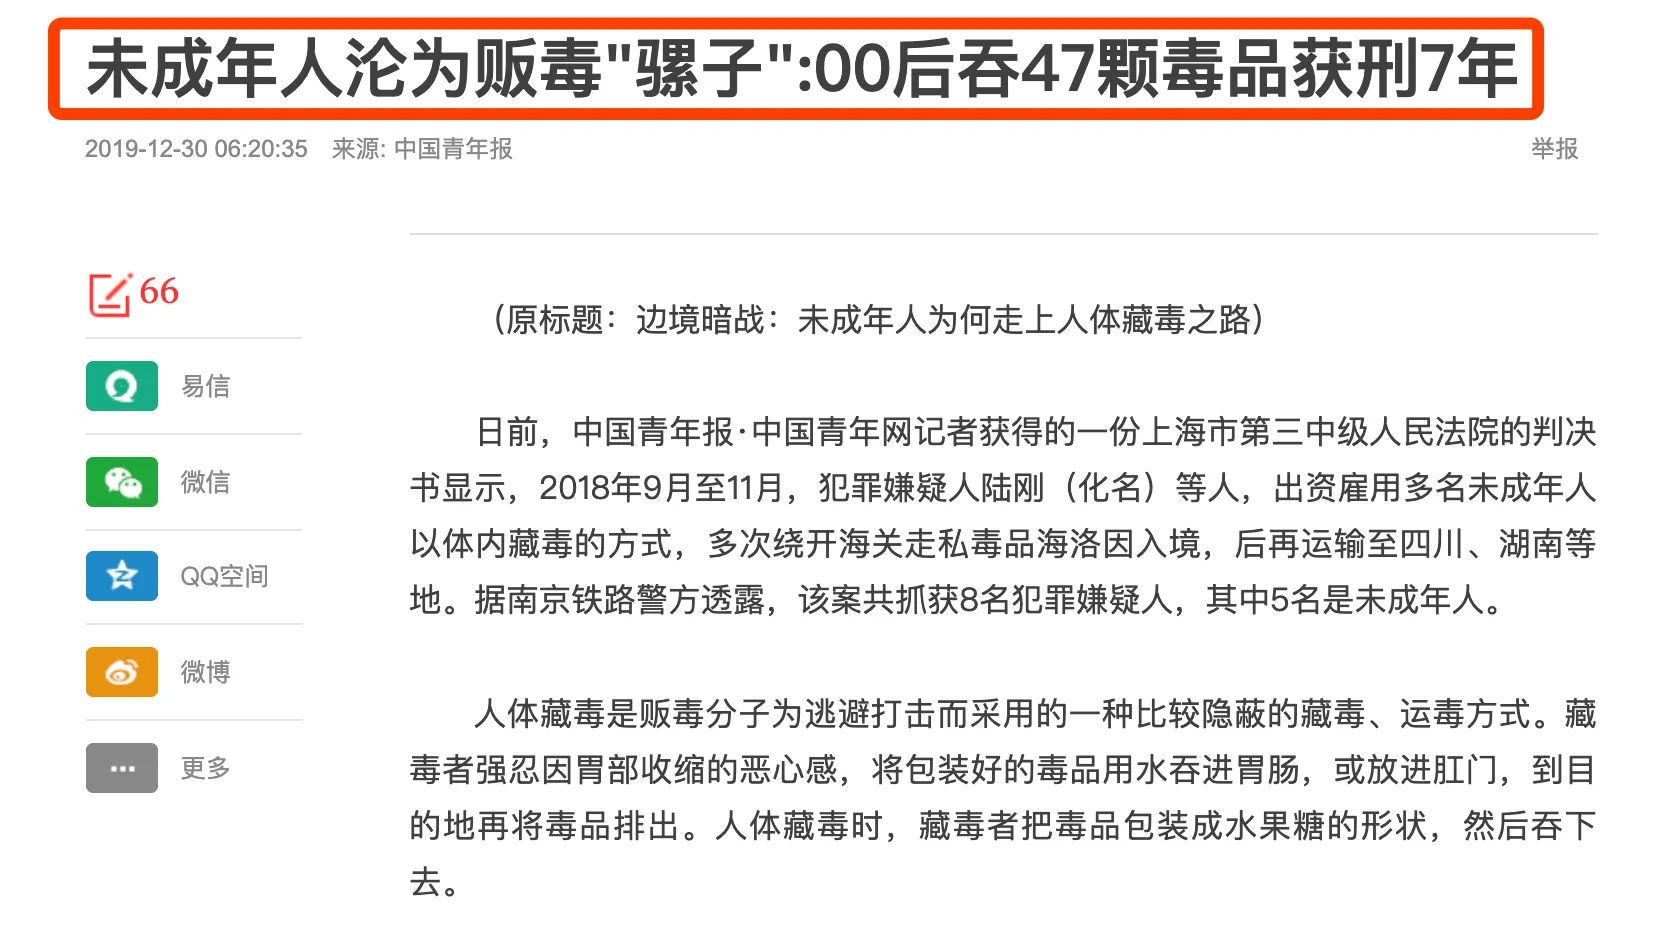 未成年人沦为贩毒"骡子":00后吞47颗毒品获刑7年
2019-12-30 06:20:35 来源: 中国青年报
举报
66
易信
微信
QQ空间
微博
更多
（原标题：边境暗战：未成年人为何走上人体藏毒之路）
日前，中国青年报·中国青年网记者获得的一份上海市第三中级人民法院的判决
书显示，2018年9月至11月，犯罪嫌疑人陆刚（化名）等人，出资雇用多名未成年人
以体内藏毒的方式，多次绕开海关走私毒品海洛因入境，后再运输至四川、湖南等
地。据南京铁路警方透露，该案共抓获8名犯罪嫌疑人，其中5名是未成年人。
人体藏毒是贩毒分子为逃避打击而采用的一种比较隐蔽的藏毒、运毒方式。藏
毒者强忍因胃部收缩的恶心感，将包装好的毒品用水吞进胃肠，或放进肛门，到目
的地再将毒品排出。人体藏毒时，藏毒者把毒品包装成水果糖的形状，然后吞下
去。